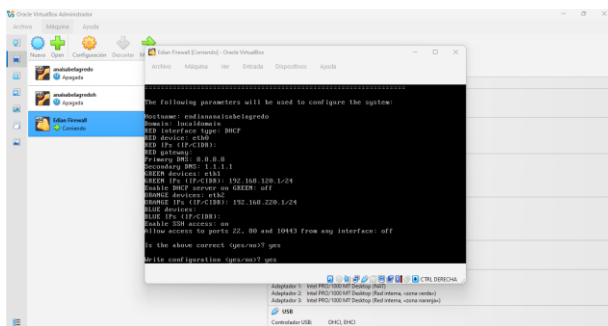 Oracle VirtualBox Administrador
Archivo Máquina Ayuda
Nuevo Open Configuración Descartar
analsabelagredo
Apagada
analsabelagredoh
Apagada
Edian Firewall
Corriendo
Edian Firewall [Corriendo] - Oracle VirtualBox
Archivo Máquina Ver Entrada Dispositivos Ayuda
The following parameters will be used to configure the system:
Hostname: endiananaisabelagredo
Domain: localdomain
RED interface type: DHCP
RED device: eth0
RED IPs (IP/CIDR):
RED gateway:
Primary DNS: 8.8.8.8
Secondary DNS: 1.1.1.1
GREEN devices: eth1
GREEN IPs (IP/CIDR): 192.168.120.1/24
Enable DHCP server on GREEN: off
ORANGE devices: eth2
ORANGE IPs (IP/CIDR): 192.168.220.1/24
BLUE devices:
BLUE IPs (IP/CIDR):
Enable SSH access: on
Allow access to ports 22, 80 and 10443 from any interface: off
Is the above correct (yes/no)? yes
Write configuration (yes/no)? yes
CTRL DERECHA
Adaptador 1: Intel PRO/1000 MT Desktop (NAT)
Adaptador 2: Intel PRO/1000 MT Desktop (Red interna, «zona verde»)
Adaptador 3: Intel PRO/1000 MT Desktop (Red interna, «zona naranja»)
USB
Controlador USB: OHCI, EHCI